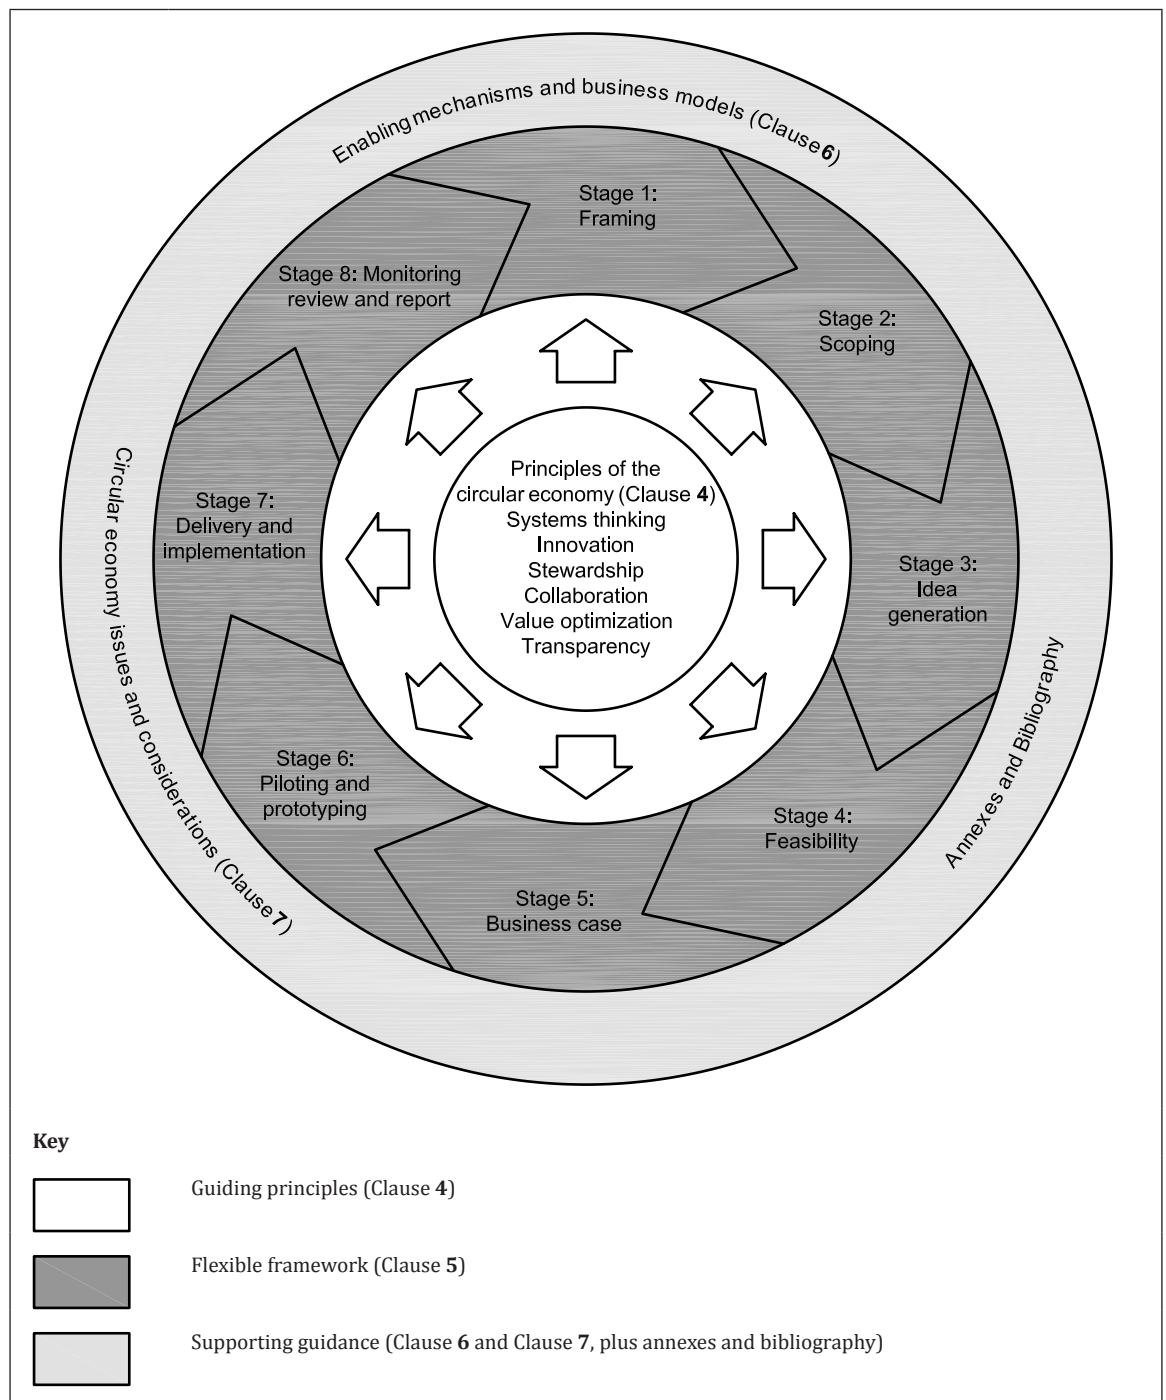 Enabling mechanisms and business models (Clause 6)
Stage 1:
Framing
Stage 2:
Scoping
Stage 3:
Idea
generation
Stage 4:
Feasibility
Stage 5:
Business case
Stage 6:
Piloting and
prototyping
Stage 7:
Delivery and
implementation
Stage 8: Monitoring
review and report
Principles of the
circular economy (Clause 4)
Systems thinking
Innovation
Stewardship
Collaboration
Value optimization
Transparency
Annexes and Bibliography
Circular economy issues and considerations (Clause 7)
Key
Guiding principles (Clause 4)
Flexible framework (Clause 5)
Supporting guidance (Clause 6 and Clause 7, plus annexes and bibliography)